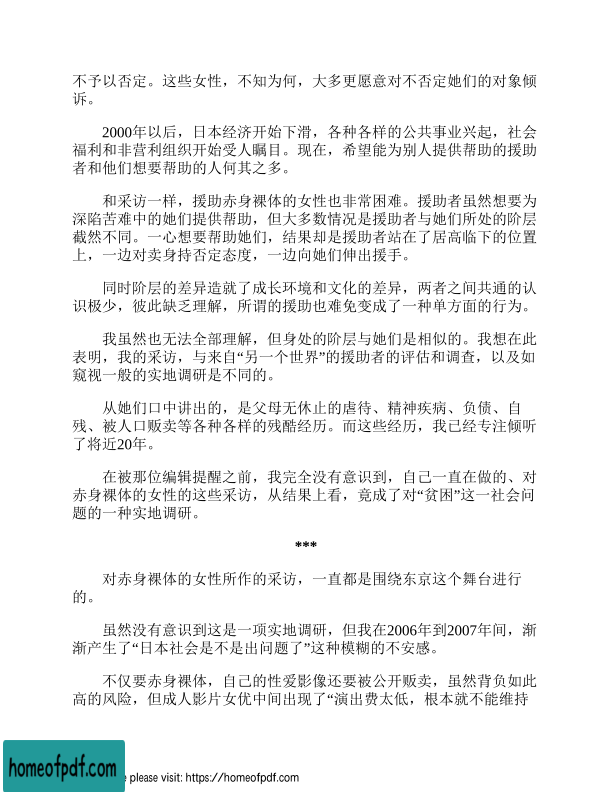 不予以否定。这些女性，不知为何，大多更愿意对不否定她们的对象倾
诉。
2000年以后，日本经济开始下滑，各种各样的公共事业兴起，社会
福利和非营利组织开始受人瞩目。现在，希望能为别人提供帮助的援助
者和他们想要帮助的人何其之多。
和采访一样，援助赤身裸体的女性也非常困难。援助者虽然想要为
深陷苦难中的她们提供帮助，但大多数情况是援助者与她们所处的阶层
截然不同。一心想要帮助她们，结果却是援助者站在了居高临下的位置
上，一边对卖身持否定态度，一边向她们伸出援手。
同时阶层的差异造就了成长环境和文化的差异，两者之间共通的认
识极少，彼此缺乏理解，所谓的援助也难免变成了一种单方面的行为。
我虽然也无法全部理解，但身处的阶层与她们是相似的。我想在此
表明，我的采访，与来自“另一个世界”的援助者的评估和调查，以及如
窥视一般的实地调研是不同的。
从她们口中讲出的，是父母无休止的虐待、精神疾病、负债、自
残、被人口贩卖等各种各样的残酷经历。而这些经历，我已经专注倾听
了将近20年。
在被那位编辑提醒之前，我完全没有意识到，自己一直在做的、对
赤身裸体的女性的这些采访，从结果上看，竟成了对“贫困”这一社会问
题的一种实地调研。
***
对赤身裸体的女性所作的采访，一直都是围绕东京这个舞台进行
的。
虽然没有意识到这是一项实地调研，但我在2006年到2007年间，渐
渐产生了“日本社会是不是出问题了”这种模糊的不安感。
不仅要赤身裸体，自己的性爱影像还要被公开贩卖，虽然背负如此
高的风险，但成人影片女优中间出现了“演出费太低，根本就不能维持
homeofpdf.com
e please visit: https://homeofpdf.com